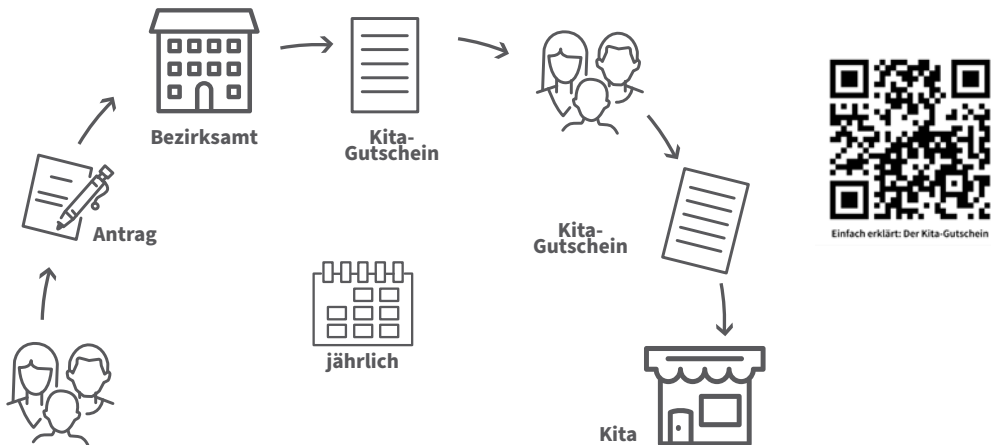 Bezirksamt
Kita-
Gutschein
Antrag
Kita-
Gutschein
Einfach erklärt: Der Kita-Gutschein
jährlich
Kita